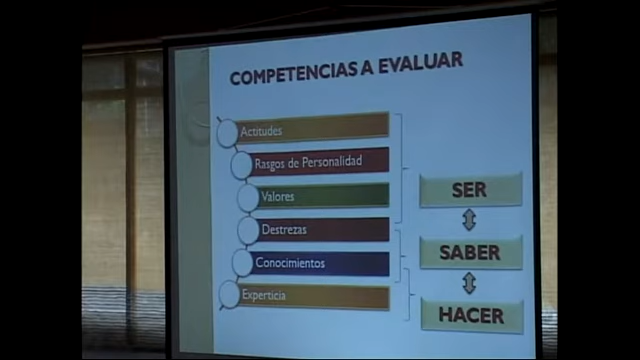 COMPETENCIAS A EVALUAR
Actitudes
Rasgos de Personalidad
Valores
Destrezas
Conocimientos
Experticia
SER
SABER
HACER